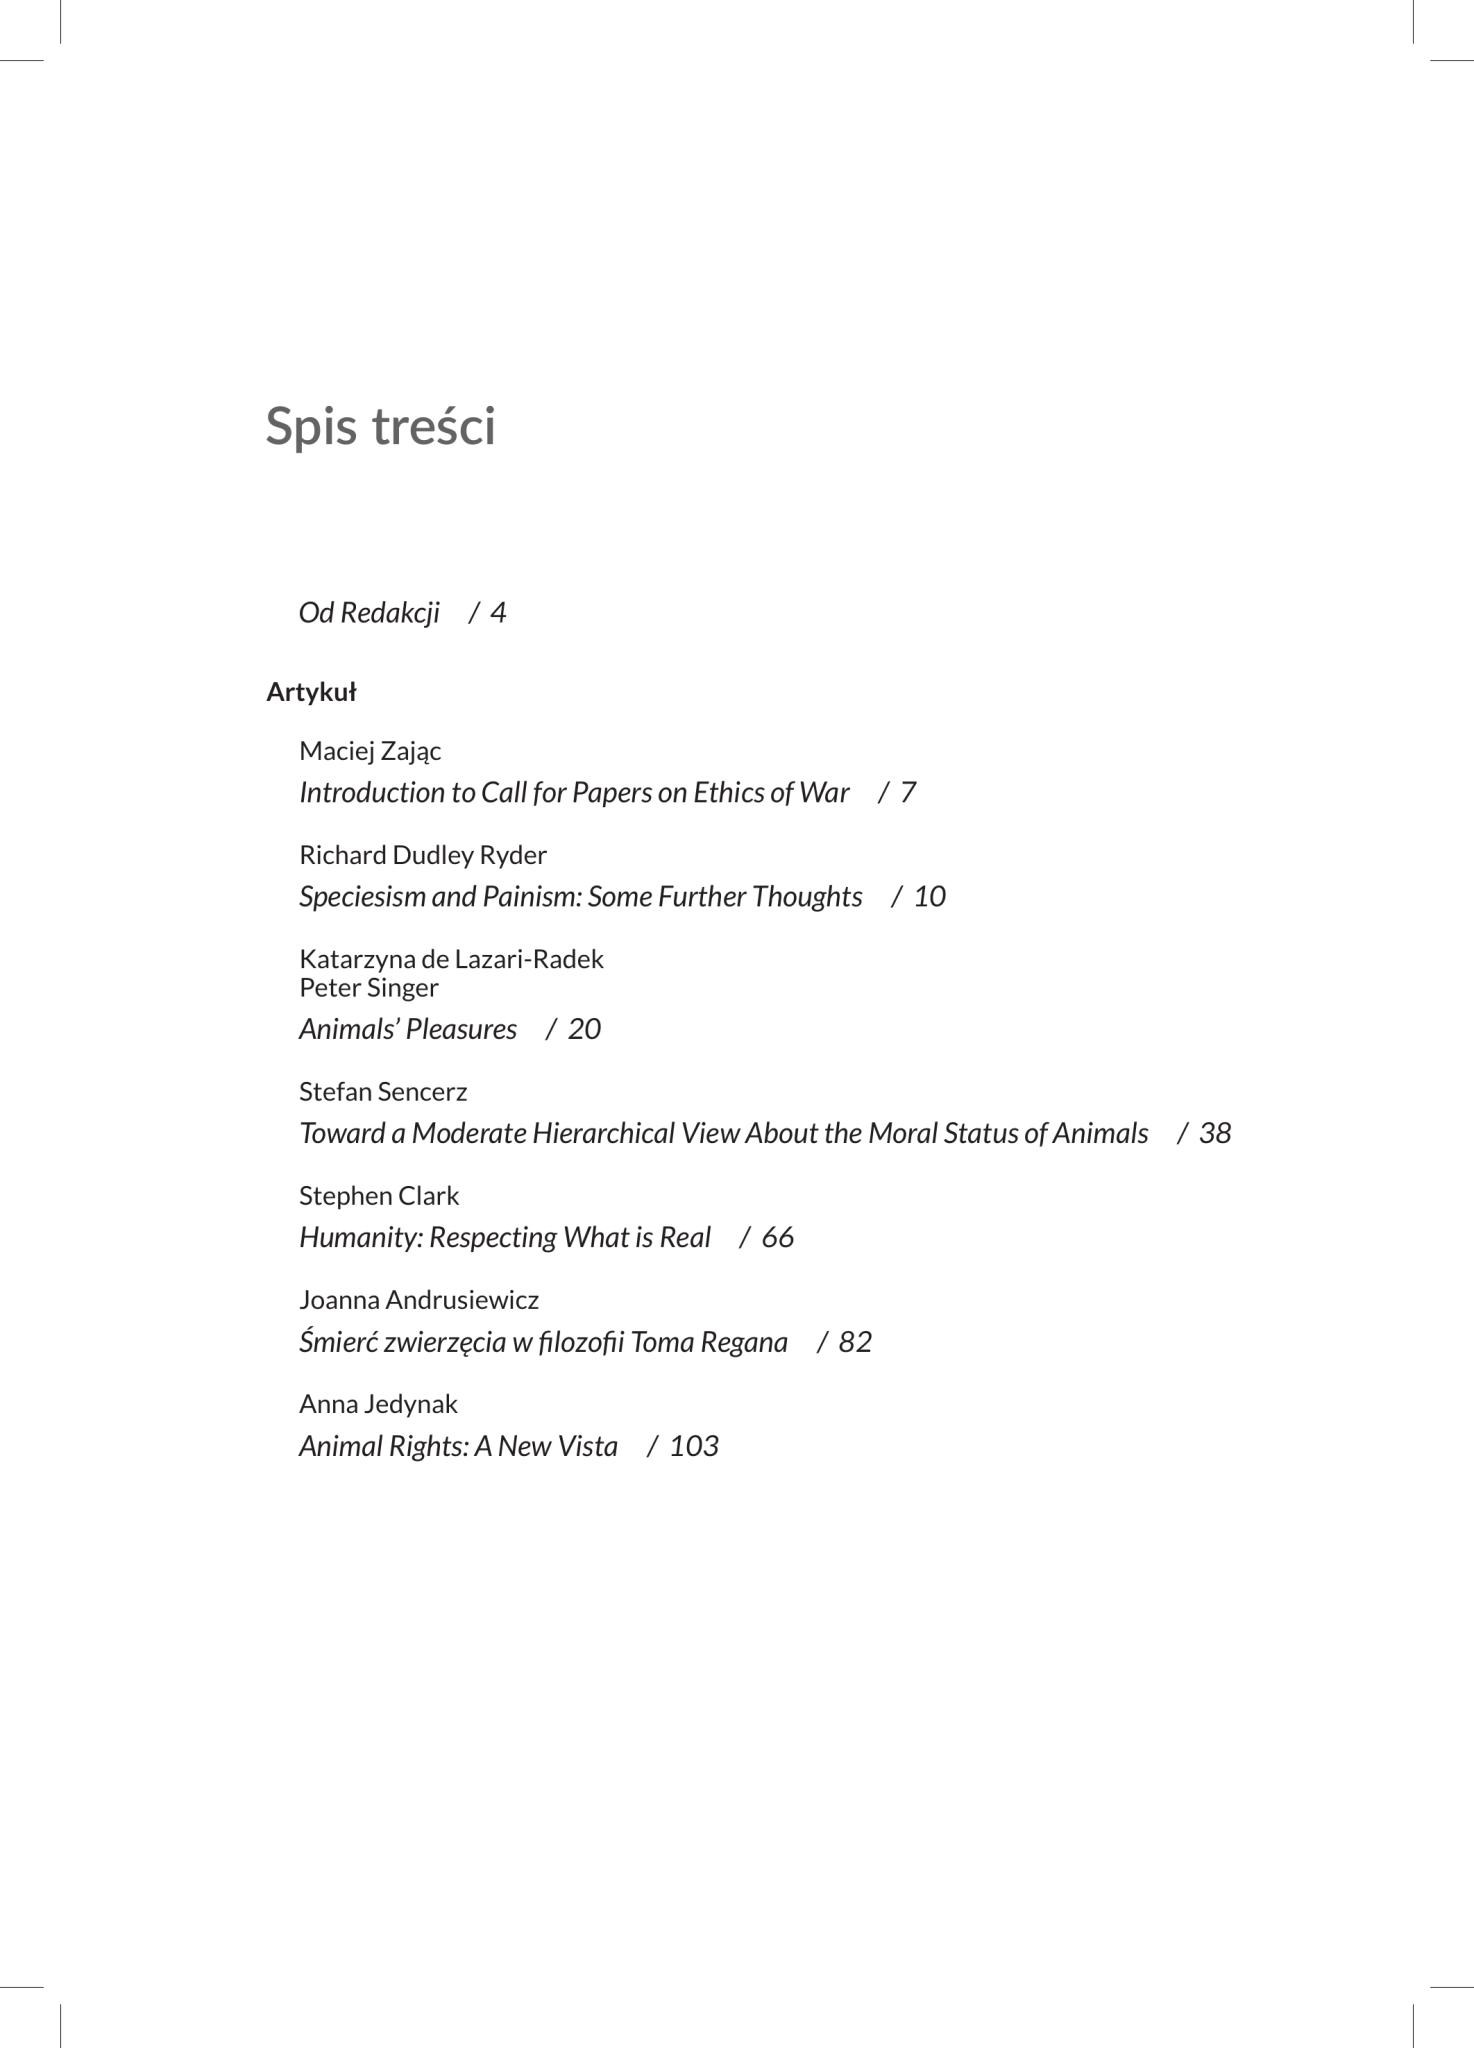 Spis treści
Od Redakcji / 4
Artykuł
Maciej Zając
Introduction to Call for Papers on Ethics of War / 7
Richard Dudley Ryder
Speciesism and Painism: Some Further Thoughts / 10
Katarzyna de Lazari-Radek
Peter Singer
Animals’ Pleasures / 20
Stefan Sencerz
Toward a Moderate Hierarchical View About the Moral Status of Animals / 38
Stephen Clark
Humanity: Respecting What is Real / 66
Joanna Andrusiewicz
Śmierć zwierzęcia w filozofii Toma Regana / 82
Anna Jedynak
Animal Rights: A New Vista / 103